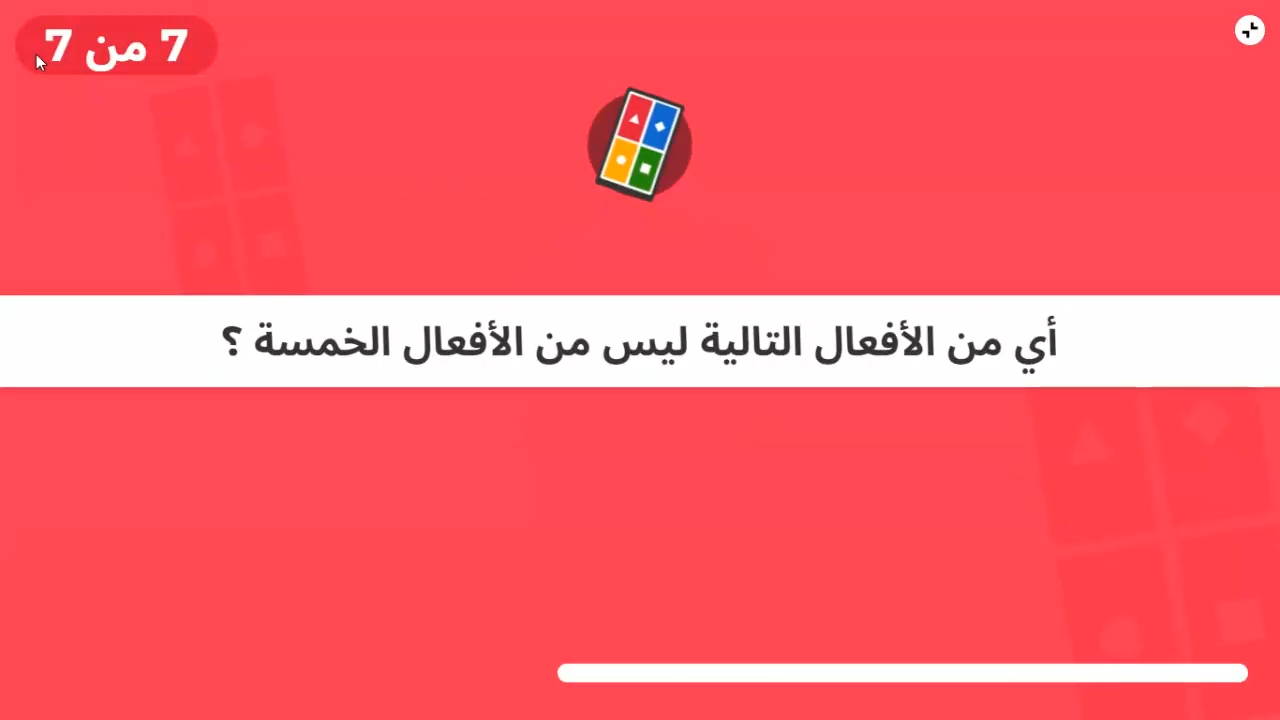 7 من 7
أي من الأفعال التالية ليس من الأفعال الخمسة ؟